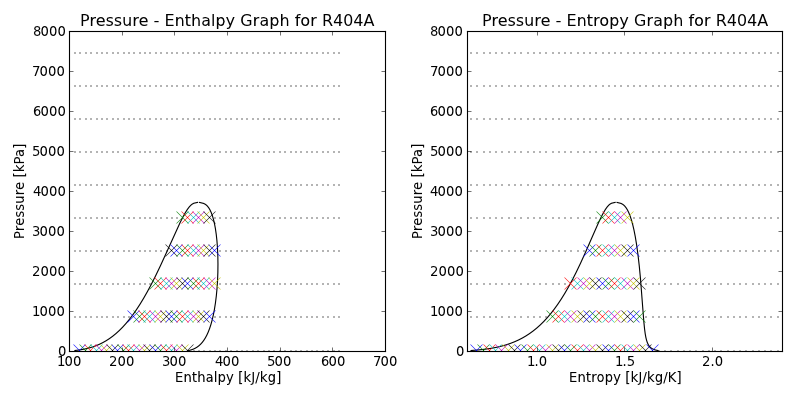 Pressure - Enthalpy Graph for R404A
8000
7000
6000
5000
4000
3000
2000
1000
0
Pressure [kPa]
100 200 300 400 500 600 700
Enthalpy [kJ/kg]
Pressure - Entropy Graph for R404A
8000
7000
6000
5000
4000
3000
2000
1000
0
Pressure [kPa]
1.0 1.5 2.0
Entropy [kJ/kg/K]